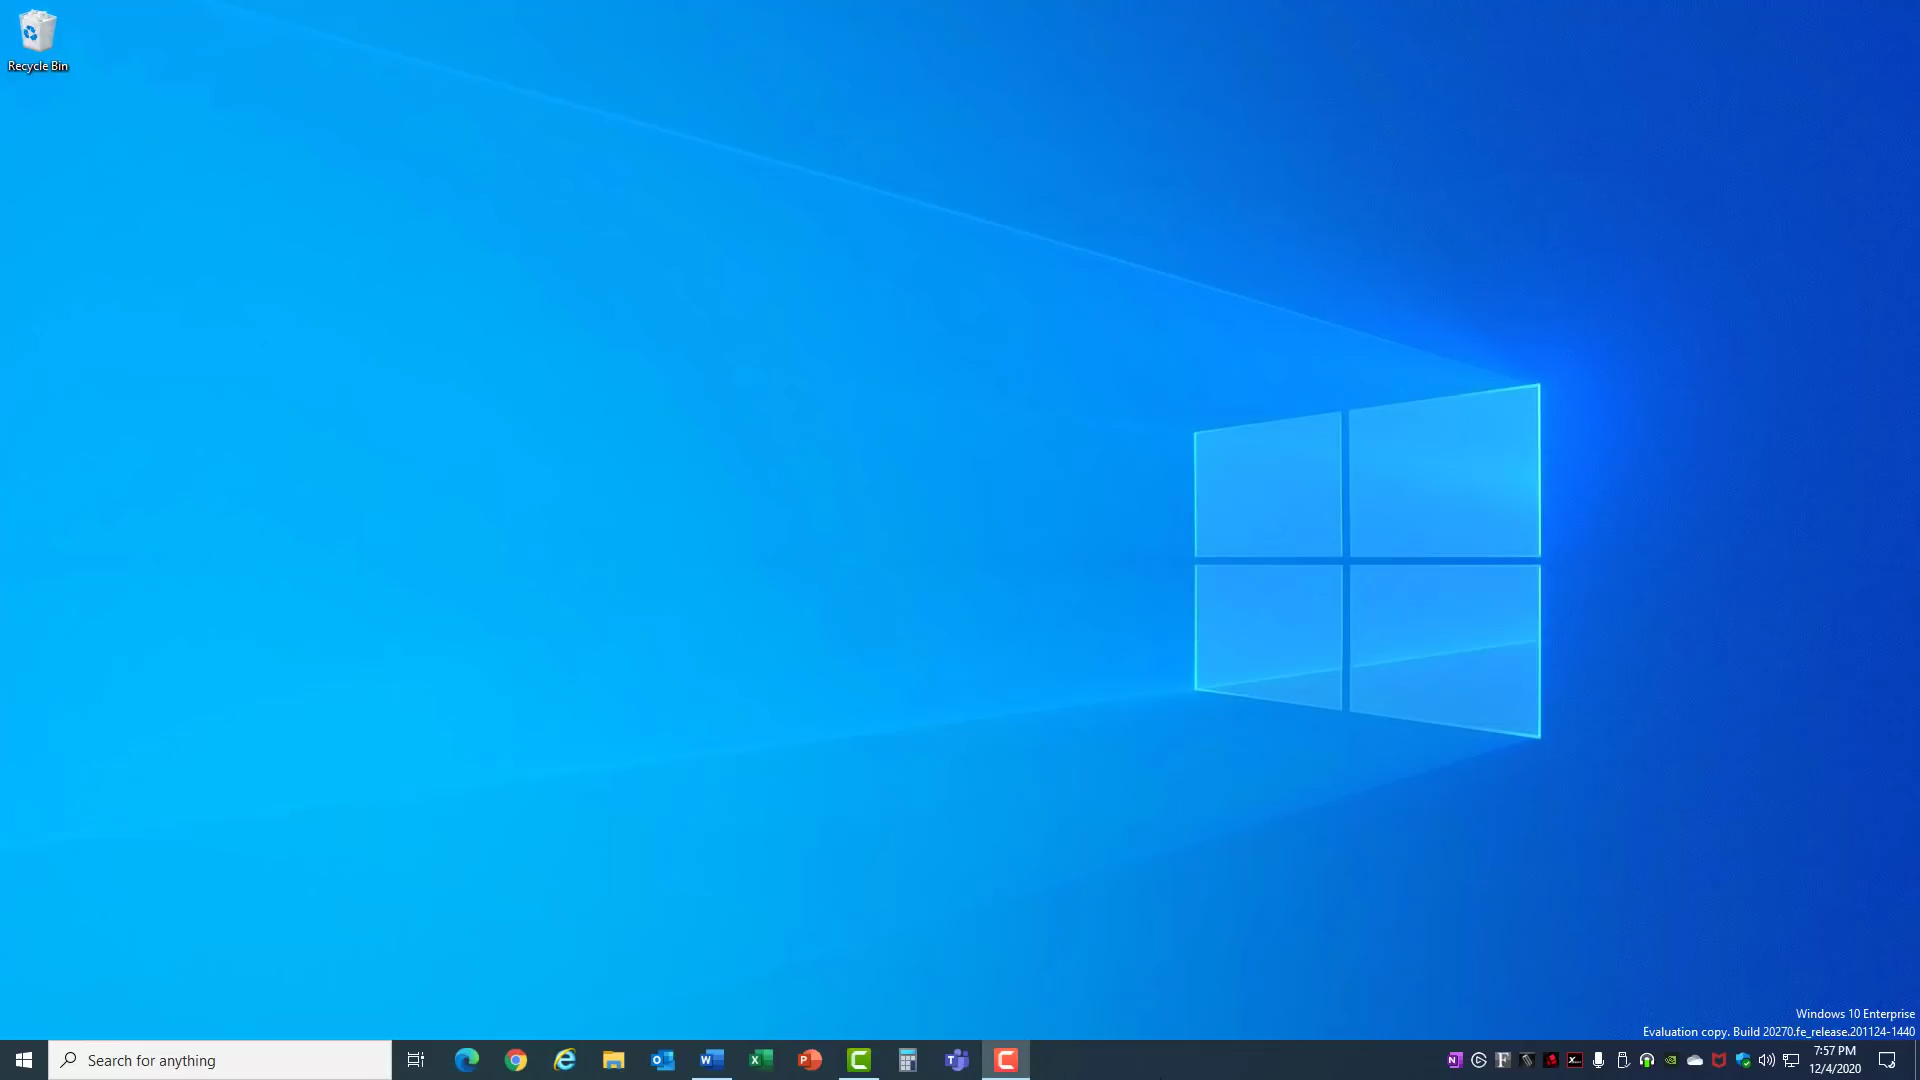 Recycle Bin
Windows 10 Enterprise
Evaluation copy. Build 20270.fe_release.201124-1440
Search for anything
7:57 PM
12/4/2020